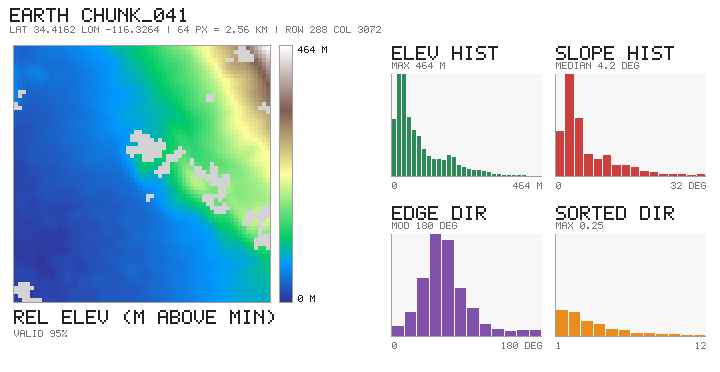 EARTH CHUNK_041
LAT 34.4162 LON -116.3264 | 64 PX = 2.56 KM | ROW 288 COL 3072
464 M
0 M
REL ELEV (M ABOVE MIN)
VALID 95%
ELEV HIST
MAX 464 M
0 464 M
SLOPE HIST
MEDIAN 4.2 DEG
0 32 DEG
EDGE DIR
MOD 180 DEG
0 180 DEG
SORTED DIR
MAX 0.25
1 12